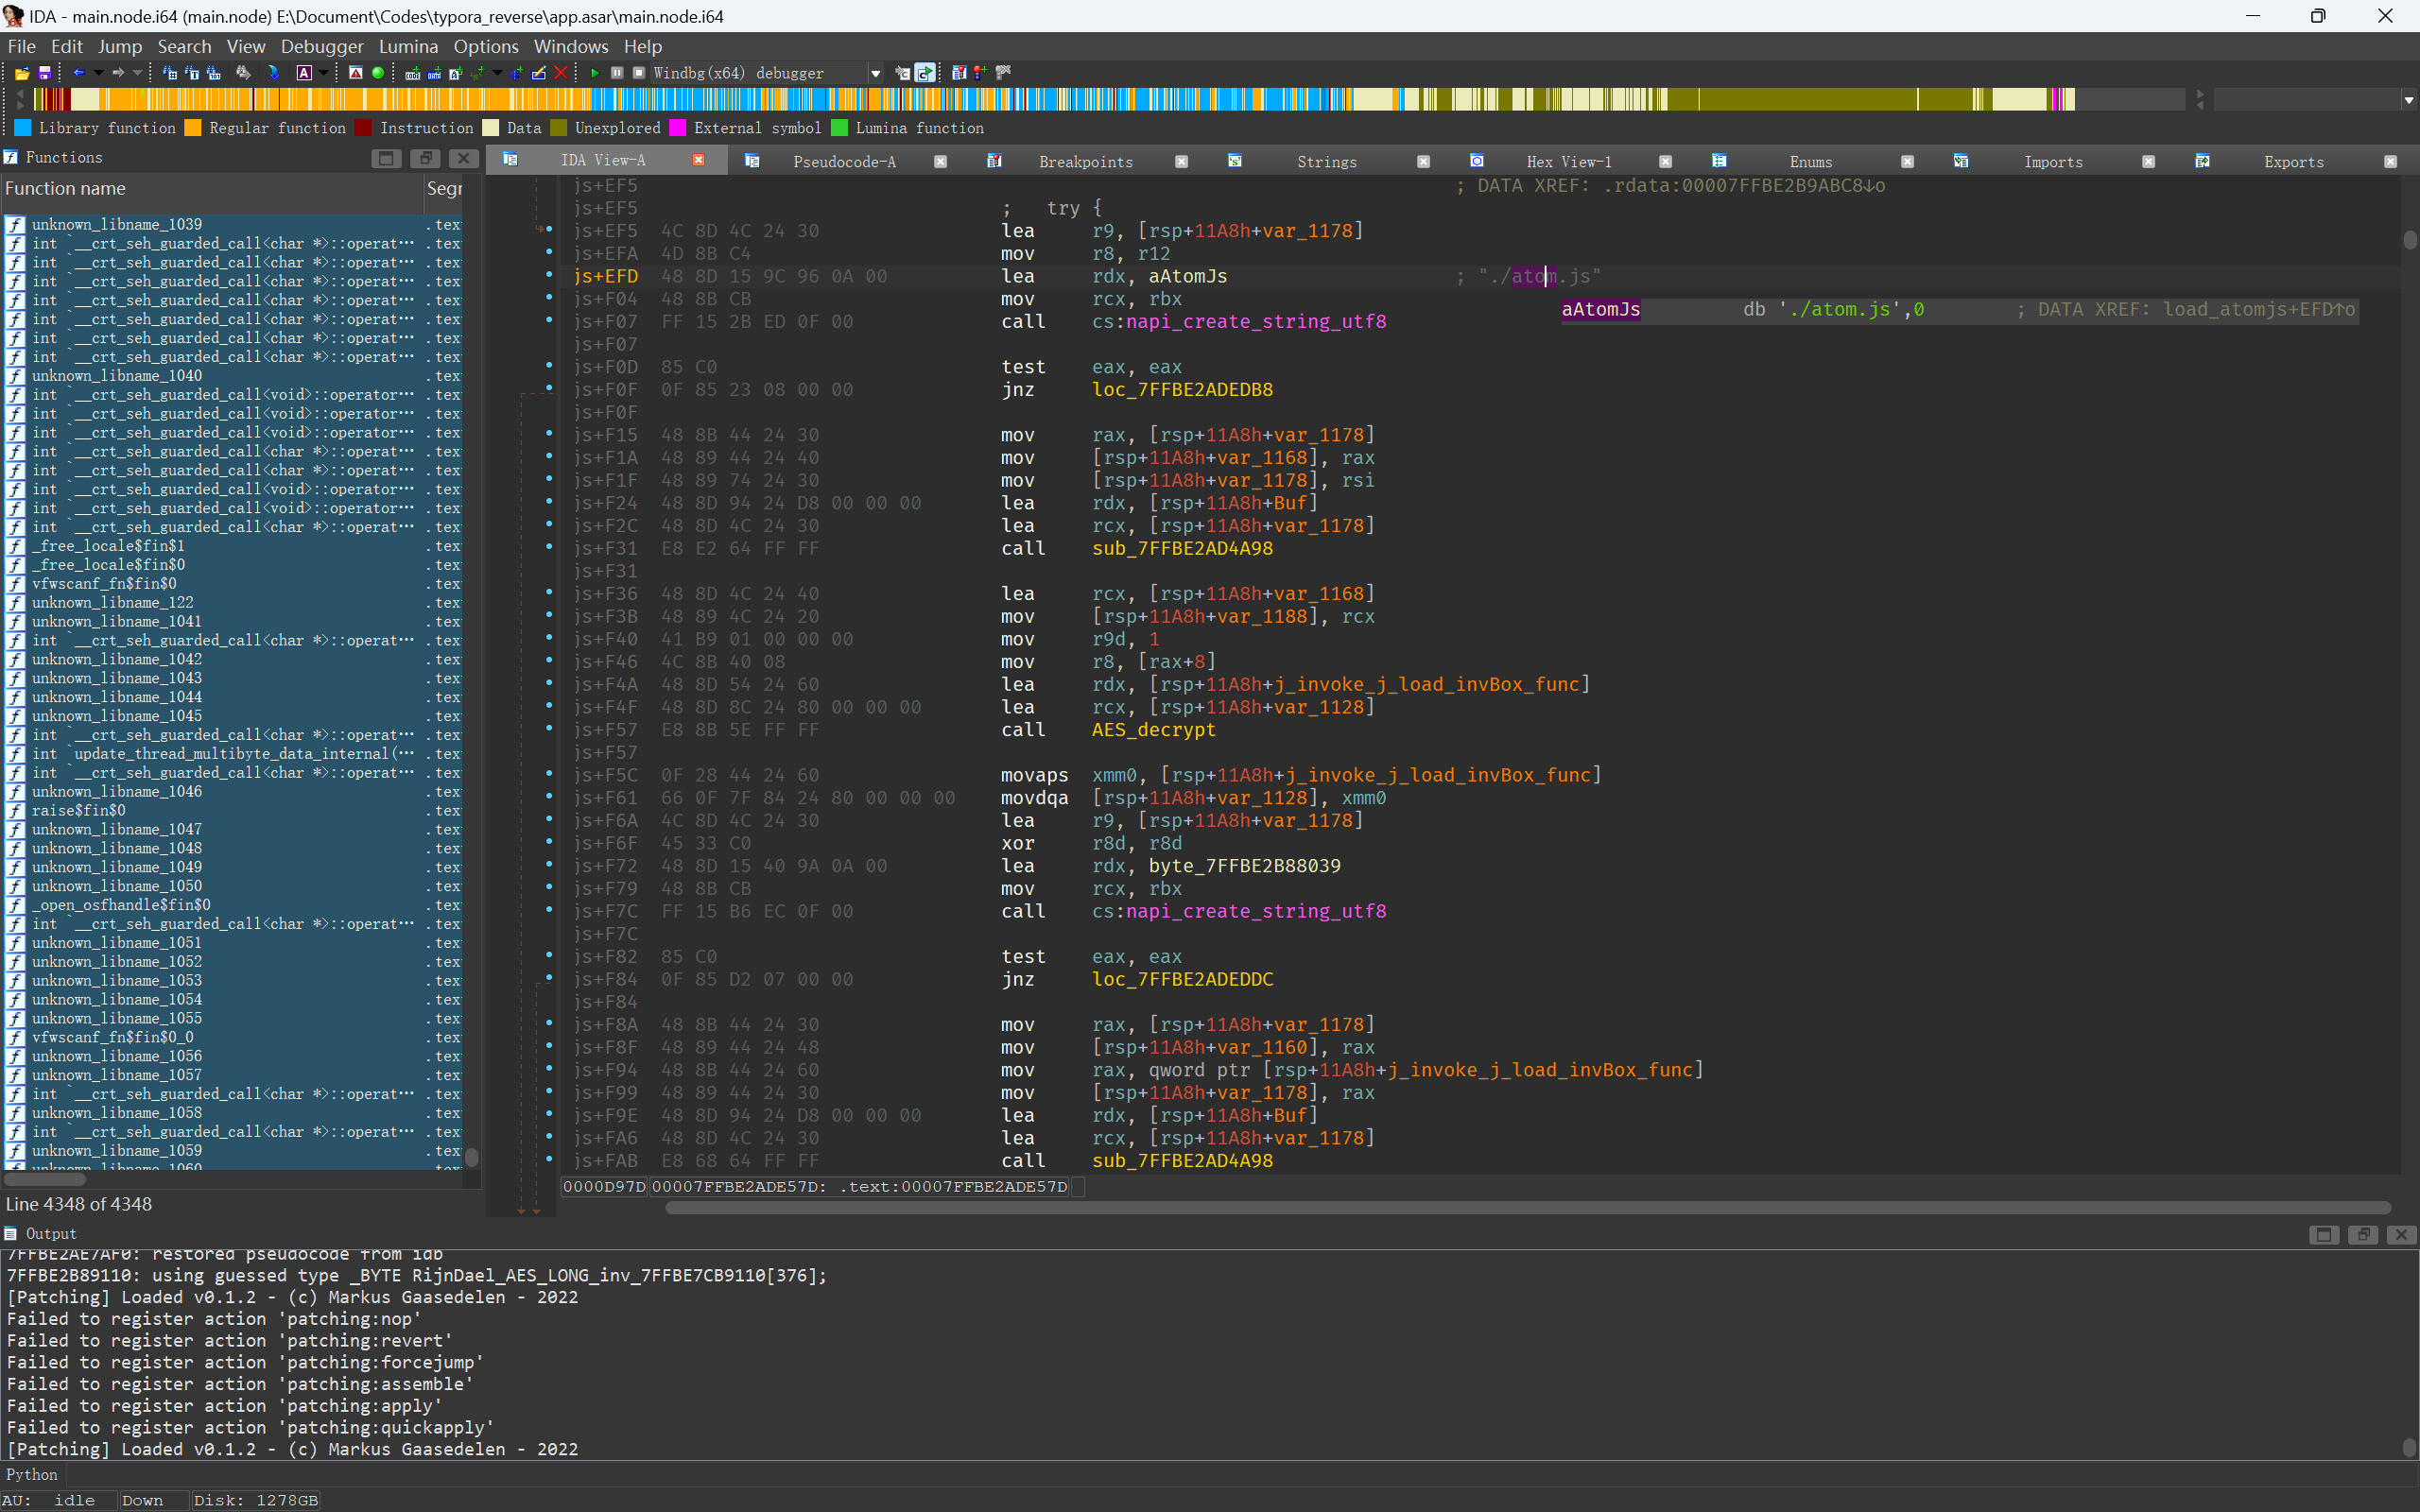 IDA - main.node.i64 (main.node) E:\Document\Codes\typora_reverse\app.asar\main.node.i64
File Edit Jump Search View Debugger Lumina Options Windows Help
Windbg(x64) debugger
Library function Regular function Instruction Data Unexplored External symbol Lumina function
Functions
Function name Segr
unknown_libname_1039 .tex
int `__crt_seh_guarded_call<char *>::operat⋯ .tex
int `__crt_seh_guarded_call<char *>::operat⋯ .tex
int `__crt_seh_guarded_call<char *>::operat⋯ .tex
int `__crt_seh_guarded_call<char *>::operat⋯ .tex
int `__crt_seh_guarded_call<char *>::operat⋯ .tex
int `__crt_seh_guarded_call<char *>::operat⋯ .tex
int `__crt_seh_guarded_call<char *>::operat⋯ .tex
unknown_libname_1040 .tex
int `__crt_seh_guarded_call<void>::operator⋯ .tex
int `__crt_seh_guarded_call<void>::operator⋯ .tex
int `__crt_seh_guarded_call<void>::operator⋯ .tex
int `__crt_seh_guarded_call<char *>::operat⋯ .tex
int `__crt_seh_guarded_call<char *>::operat⋯ .tex
int `__crt_seh_guarded_call<void>::operator⋯ .tex
int `__crt_seh_guarded_call<void>::operator⋯ .tex
int `__crt_seh_guarded_call<char *>::operat⋯ .tex
_free_locale$fin$1 .tex
_free_locale$fin$0 .tex
vfwscanf_fn$fin$0 .tex
unknown_libname_122 .tex
unknown_libname_1041 .tex
int `__crt_seh_guarded_call<char *>::operat⋯ .tex
unknown_libname_1042 .tex
unknown_libname_1043 .tex
unknown_libname_1044 .tex
unknown_libname_1045 .tex
int `__crt_seh_guarded_call<char *>::operat⋯ .tex
int `update_thread_multibyte_data_internal(⋯ .tex
int `__crt_seh_guarded_call<char *>::operat⋯ .tex
unknown_libname_1046 .tex
raise$fin$0 .tex
unknown_libname_1047 .tex
unknown_libname_1048 .tex
unknown_libname_1049 .tex
unknown_libname_1050 .tex
_open_osfhandle$fin$0 .tex
int `__crt_seh_guarded_call<char *>::operat⋯ .tex
unknown_libname_1051 .tex
unknown_libname_1052 .tex
unknown_libname_1053 .tex
unknown_libname_1054 .tex
unknown_libname_1055 .tex
vfwscanf_fn$fin$0_0 .tex
unknown_libname_1056 .tex
unknown_libname_1057 .tex
int `__crt_seh_guarded_call<char *>::operat⋯ .tex
unknown_libname_1058 .tex
int `__crt_seh_guarded_call<char *>::operat⋯ .tex
unknown_libname_1059 .tex
unknown_libname_1060 .tex
Line 4348 of 4348
IDA View-A Pseudocode-A Breakpoints Strings Hex View-1 Enums Imports Exports
js+EF5 ; DATA XREF: .rdata:00007FFBE2B9ABC8↓o
js+EF5 ; try {
js+EF5 4C 8D 4C 24 30 lea r9, [rsp+11A8h+var_1178]
js+EFA 4D 8B C4 mov r8, r12
js+EFD 48 8D 15 9C 96 0A 00 lea rdx, aAtomJs ; "./atom.js"
js+F04 48 8B CB mov rcx, rbx
aAtomJs db './atom.js',0 ; DATA XREF: load_atomjs+EFD↑o
js+F07 FF 15 2B ED 0F 00 call cs:napi_create_string_utf8
js+F07
js+F0D 85 C0 test eax, eax
js+F0F 0F 85 23 08 00 00 jnz loc_7FFBE2ADEDB8
js+F0F
js+F15 48 8B 44 24 30 mov rax, [rsp+11A8h+var_1178]
js+F1A 48 89 44 24 40 mov [rsp+11A8h+var_1168], rax
js+F1F 48 89 74 24 30 mov [rsp+11A8h+var_1178], rsi
js+F24 48 8D 94 24 D8 00 00 00 lea rdx, [rsp+11A8h+Buf]
js+F2C 48 8D 4C 24 30 lea rcx, [rsp+11A8h+var_1178]
js+F31 E8 E2 64 FF FF call sub_7FFBE2AD4A98
js+F31
js+F36 48 8D 4C 24 40 lea rcx, [rsp+11A8h+var_1168]
js+F3B 48 89 4C 24 20 mov [rsp+11A8h+var_1188], rcx
js+F40 41 B9 01 00 00 00 mov r9d, 1
js+F46 4C 8B 40 08 mov r8, [rax+8]
js+F4A 48 8D 54 24 60 lea rdx, [rsp+11A8h+j_invoke_j_load_invBox_func]
js+F4F 48 8D 8C 24 80 00 00 00 lea rcx, [rsp+11A8h+var_1128]
js+F57 E8 8B 5E FF FF call AES_decrypt
js+F57
js+F5C 0F 28 44 24 60 movaps xmm0, [rsp+11A8h+j_invoke_j_load_invBox_func]
js+F61 66 0F 7F 84 24 80 00 00 00 movdqa [rsp+11A8h+var_1128], xmm0
js+F6A 4C 8D 4C 24 30 lea r9, [rsp+11A8h+var_1178]
js+F6F 45 33 C0 xor r8d, r8d
js+F72 48 8D 15 40 9A 0A 00 lea rdx, byte_7FFBE2B88039
js+F79 48 8B CB mov rcx, rbx
js+F7C FF 15 B6 EC 0F 00 call cs:napi_create_string_utf8
js+F7C
js+F82 85 C0 test eax, eax
js+F84 0F 85 D2 07 00 00 jnz loc_7FFBE2ADEDDC
js+F84
js+F8A 48 8B 44 24 30 mov rax, [rsp+11A8h+var_1178]
js+F8F 48 89 44 24 48 mov [rsp+11A8h+var_1160], rax
js+F94 48 8B 44 24 60 mov rax, qword ptr [rsp+11A8h+j_invoke_j_load_invBox_func]
js+F99 48 89 44 24 30 mov [rsp+11A8h+var_1178], rax
js+F9E 48 8D 94 24 D8 00 00 00 lea rdx, [rsp+11A8h+Buf]
js+FA6 48 8D 4C 24 30 lea rcx, [rsp+11A8h+var_1178]
js+FAB E8 68 64 FF FF call sub_7FFBE2AD4A98
0000D97D 00007FFBE2ADE57D: .text:00007FFBE2ADE57D
Output
7FFBE2AE7AF0: restored pseudocode from idb
7FFBE2B89110: using guessed type _BYTE RijnDael_AES_LONG_inv_7FFBE7CB9110[376];
[Patching] Loaded v0.1.2 - (c) Markus Gaasedelen - 2022
Failed to register action 'patching:nop'
Failed to register action 'patching:revert'
Failed to register action 'patching:forcejump'
Failed to register action 'patching:assemble'
Failed to register action 'patching:apply'
Failed to register action 'patching:quickapply'
[Patching] Loaded v0.1.2 - (c) Markus Gaasedelen - 2022
Python
AU: idle Down Disk: 1278GB